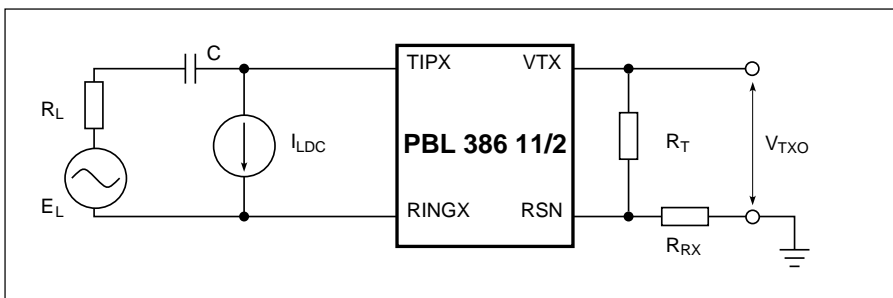 C
TIPX VTX
RL
ILDC
PBL 386 11/2
RT
VTXO
EL
RINGX RSN
RRX